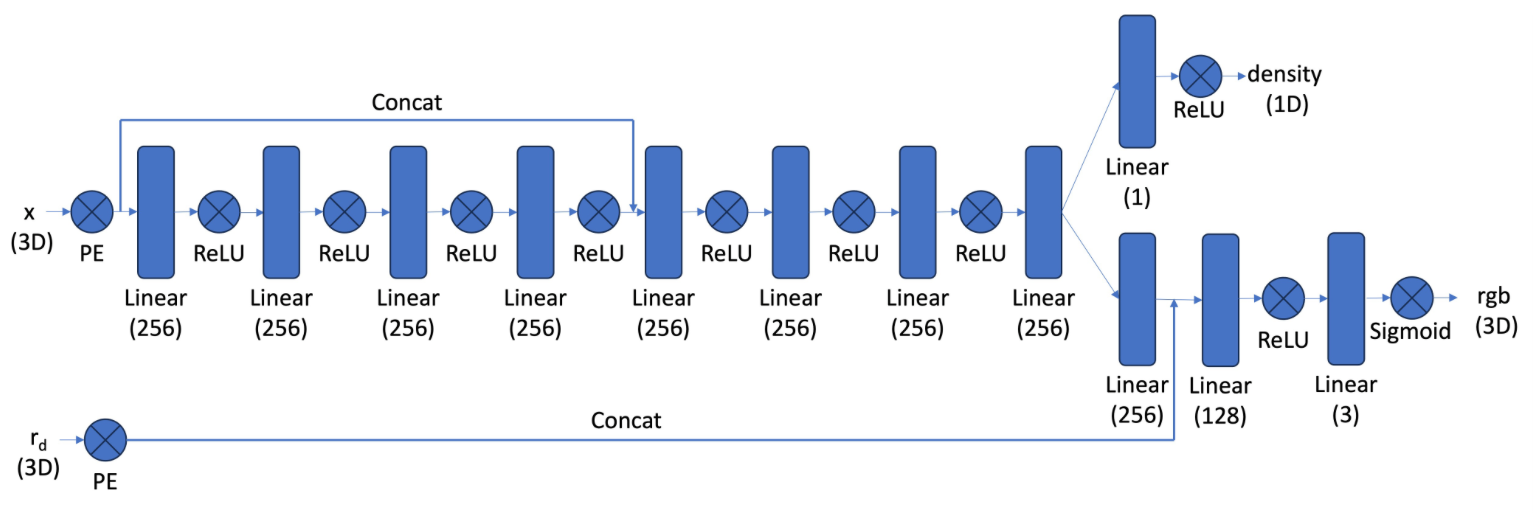 Concat
x
(3D)
PE
Linear
(256)
ReLU
Linear
(256)
ReLU
Linear
(256)
ReLU
Linear
(256)
ReLU
Linear
(256)
ReLU
Linear
(256)
ReLU
Linear
(256)
ReLU
Linear
(256)
Linear
(1)
ReLU
density
(1D)
Linear
(256)
Linear
(128)
ReLU
Linear
(3)
Sigmoid
rgb
(3D)
r_d
(3D)
PE
Concat